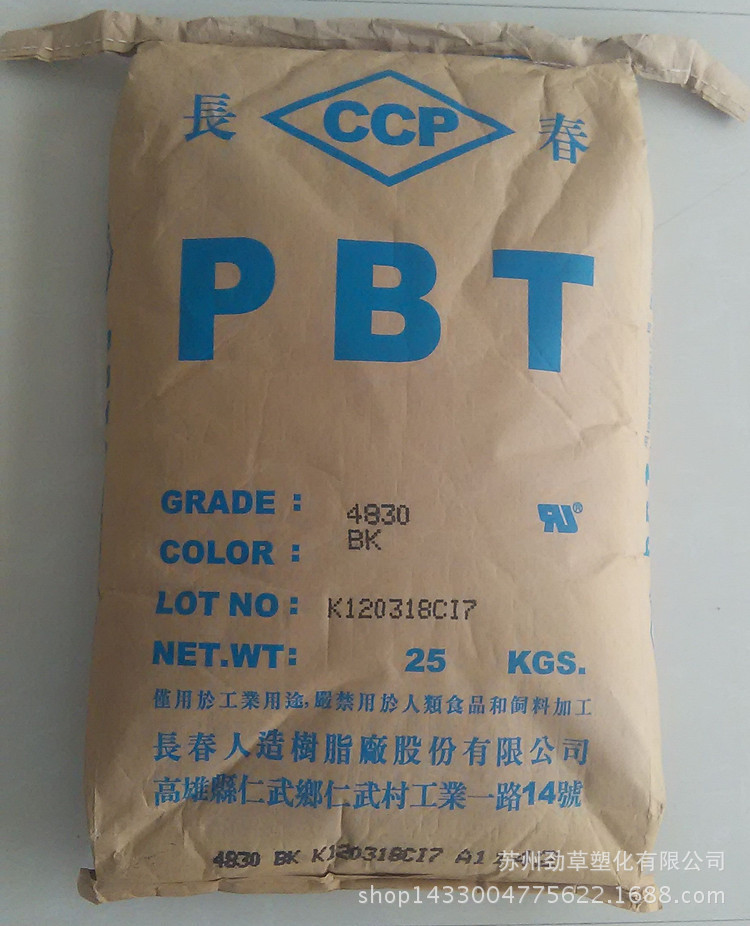 長 CCP 春
PBT
GRADE : 4830
COLOR : BK
LOT NO : K120318CI7
NET.WT: 25 KGS.
僅用於工業用途,嚴禁用於人類食品和飼料加工
長春人造樹脂廠股份有限公司
高雄縣仁武鄉仁武村工業一路14號
4830 BK K120318CI7 A1
苏州劲草塑化有限公司
shop1433004775622.1688.com